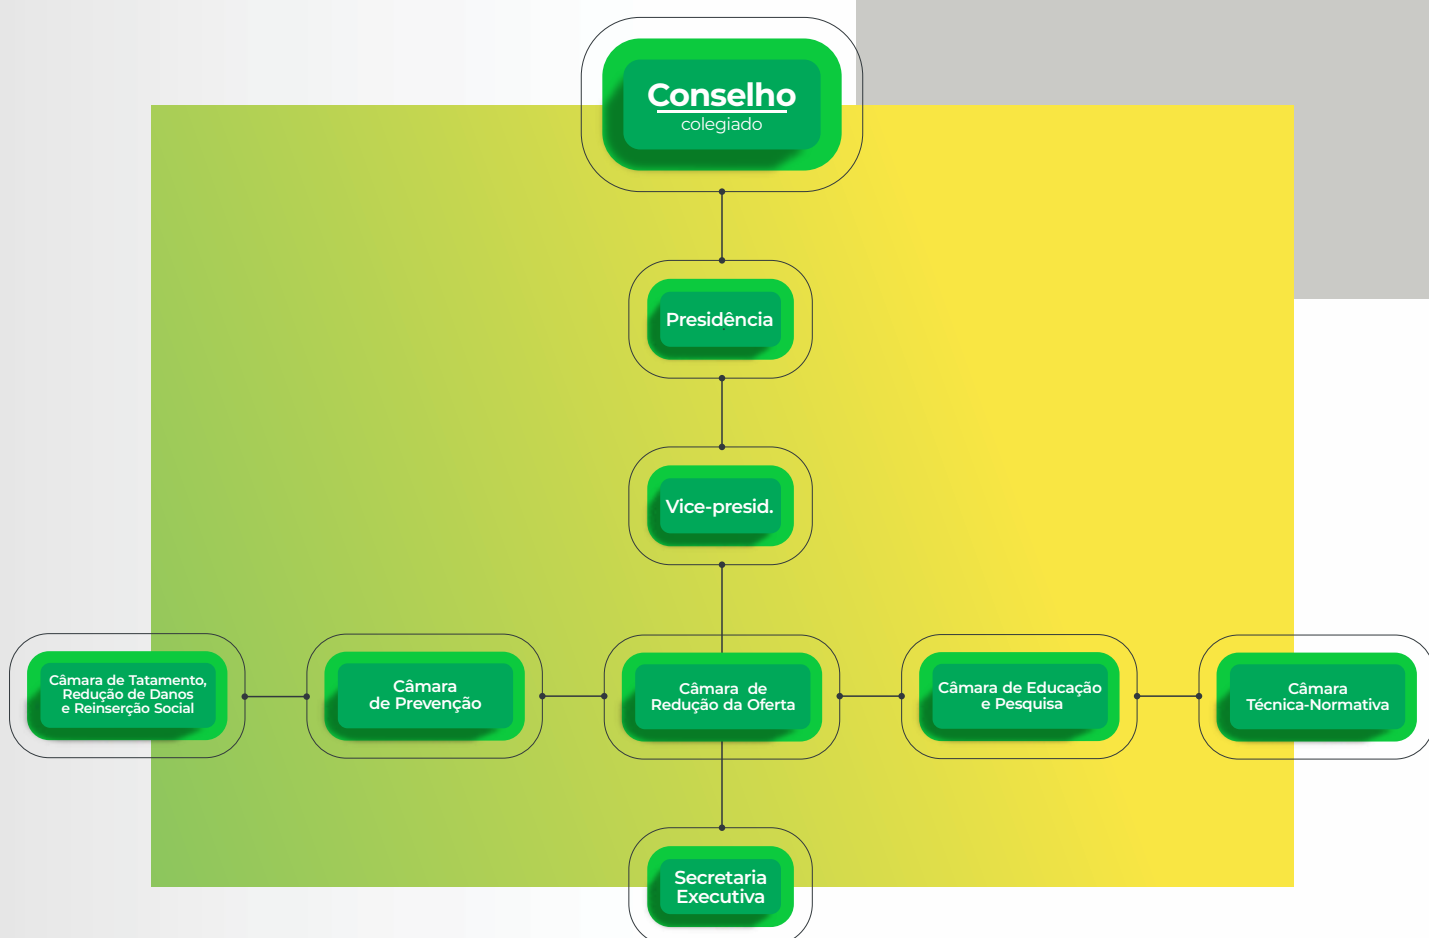 Conselho
colegiado
Presidência
Vice-presid.
Câmara de Tatamento,
Redução de Danos
e Reinserção Social
Câmara
de Prevenção
Câmara de
Redução da Oferta
Câmara de Educação
e Pesquisa
Câmara
Técnica-Normativa
Secretaria
Executiva